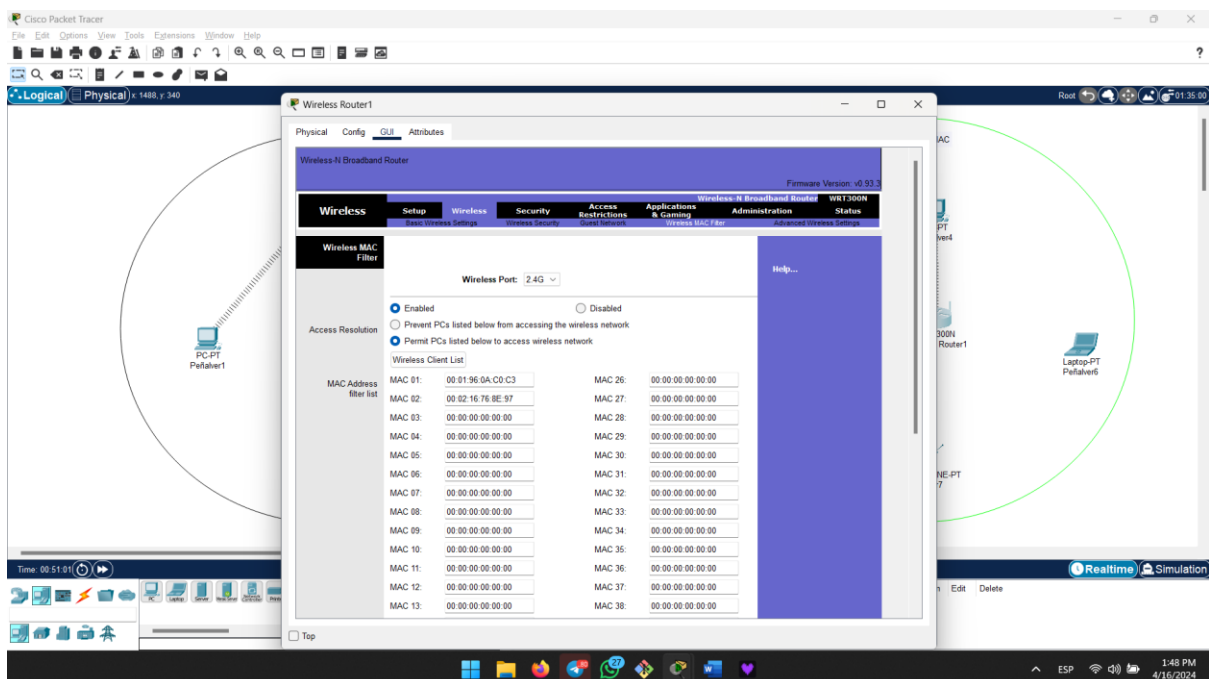 Cisco Packet Tracer
File Edit Options View Tools Extensions Window Help
?
Logical Physical x: 1488, y: 340
Root 01:35:00
Wireless Router1
Physical Config GUI Attributes
Wireless-N Broadband Router
Firmware Version: v0.93.3
Wireless-N Broadband Router WRT300N
Wireless Setup Wireless Security Access Restrictions Applications & Gaming Administration Status
Basic Wireless Settings Wireless Security Guest Network Wireless MAC Filter Advanced Wireless Settings
Wireless MAC Filter
Help...
Wireless Port: 2.4G
Enabled Disabled
Access Resolution
Prevent PCs listed below from accessing the wireless network
Permit PCs listed below to access wireless network
Wireless Client List
MAC Address filter list
MAC 01: 00:01:96:0A:C0:C3 MAC 26: 00:00:00:00:00:00
MAC 02: 00:02:16:76:8E:97 MAC 27: 00:00:00:00:00:00
MAC 03: 00:00:00:00:00:00 MAC 28: 00:00:00:00:00:00
MAC 04: 00:00:00:00:00:00 MAC 29: 00:00:00:00:00:00
MAC 05: 00:00:00:00:00:00 MAC 30: 00:00:00:00:00:00
MAC 06: 00:00:00:00:00:00 MAC 31: 00:00:00:00:00:00
MAC 07: 00:00:00:00:00:00 MAC 32: 00:00:00:00:00:00
MAC 08: 00:00:00:00:00:00 MAC 33: 00:00:00:00:00:00
MAC 09: 00:00:00:00:00:00 MAC 34: 00:00:00:00:00:00
MAC 10: 00:00:00:00:00:00 MAC 35: 00:00:00:00:00:00
MAC 11: 00:00:00:00:00:00 MAC 36: 00:00:00:00:00:00
MAC 12: 00:00:00:00:00:00 MAC 37: 00:00:00:00:00:00
MAC 13: 00:00:00:00:00:00 MAC 38: 00:00:00:00:00:00
Top
PC-PT
Peñalver1
AC
PT
ver4
300N
Router1
Laptop-PT
Peñalver6
NE-PT
7
Time: 00:51:01
Realtime Simulation
PC Laptop Server
Edit Delete
27
ESP
1:48 PM
4/16/2024